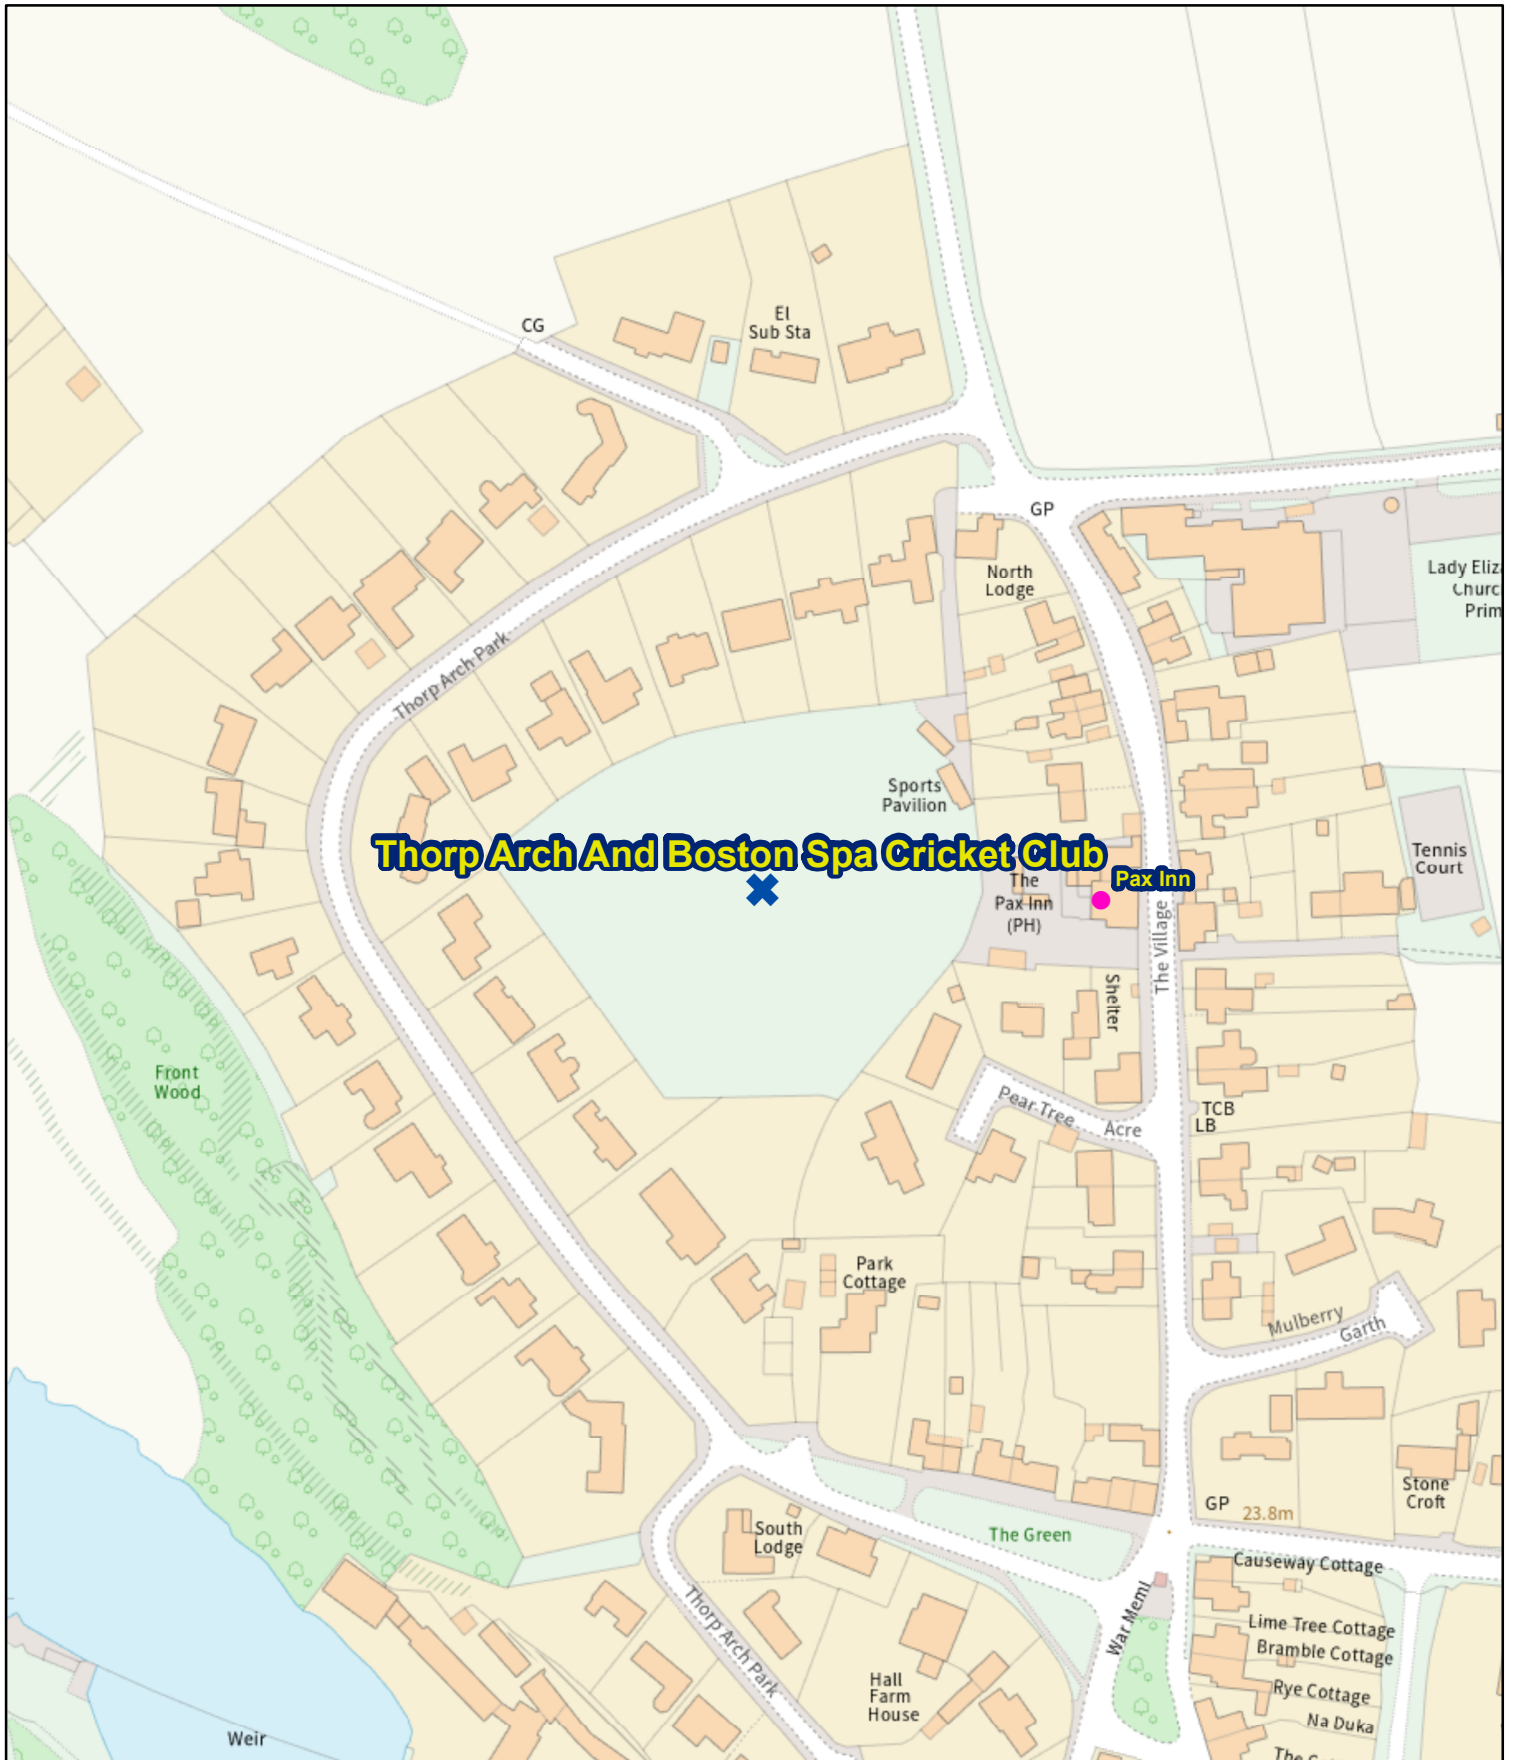 CG
El
Sub Sta
GP
North
Lodge
Lady Eliz
Churc
Prim
Thorp Arch Park
Sports
Pavilion
Thorp Arch And Boston Spa Cricket Club
Pax Inn
The
Pax Inn
(PH)
Tennis
Court
The Village
Shelter
Front
Wood
Pear Tree
Acre
TCB
LB
Park
Cottage
Mulberry
Garth
Stone
Croft
GP
23.8m
South
Lodge
The Green
Causeway Cottage
War Meml
Lime Tree Cottage
Bramble Cottage
Thorp Arch Park
Hall
Farm
House
Rye Cottage
Na Duka
Weir
The